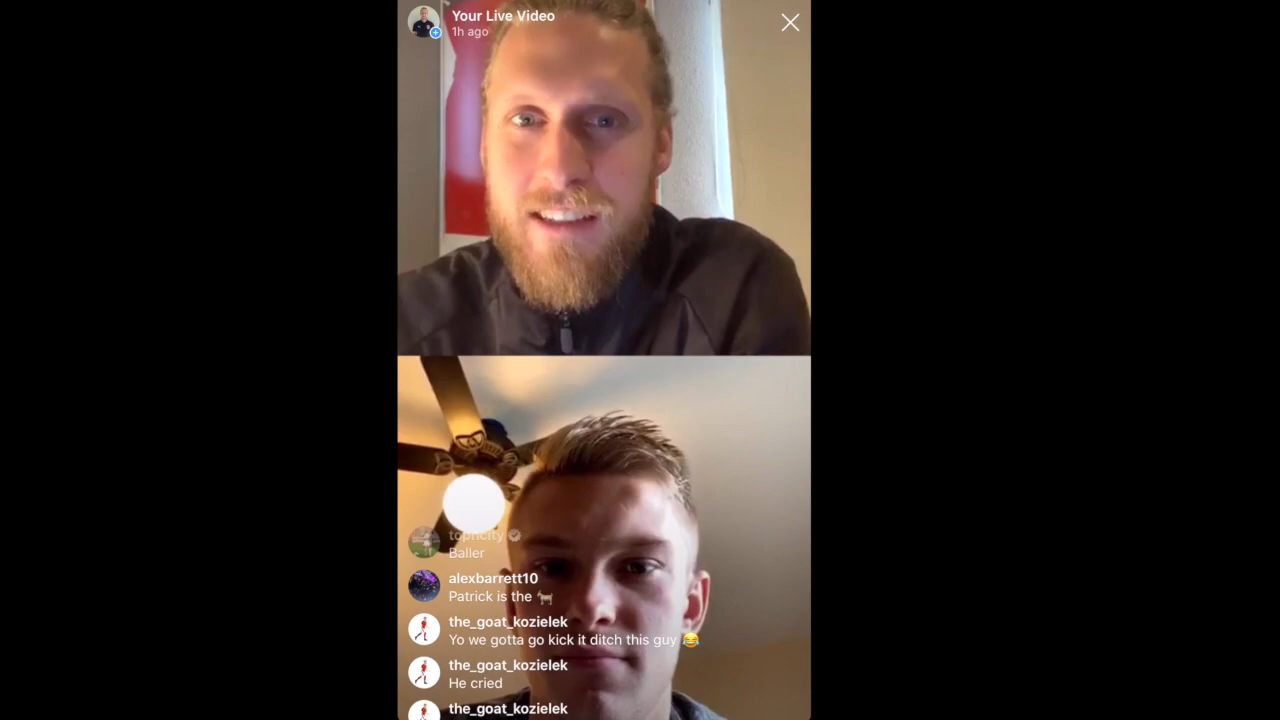 Your Live Video
1h ago
tophcity
Baller
alexbarrett10
Patrick is the 🐐
the_goat_kozielek
Yo we gotta go kick it ditch this guy 😂
the_goat_kozielek
He cried
the_goat_kozielek